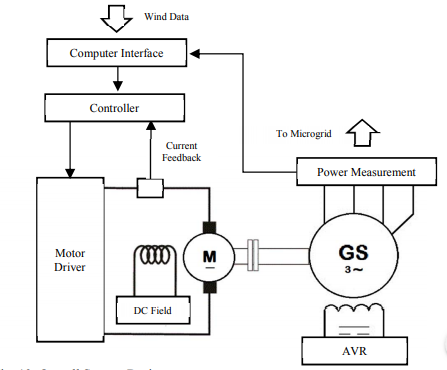 Wind Data
Computer Interface
Controller
Current
Feedback
To Microgrid
Power Measurement
Motor
Driver
M
GS
3~
DC Field
AVR